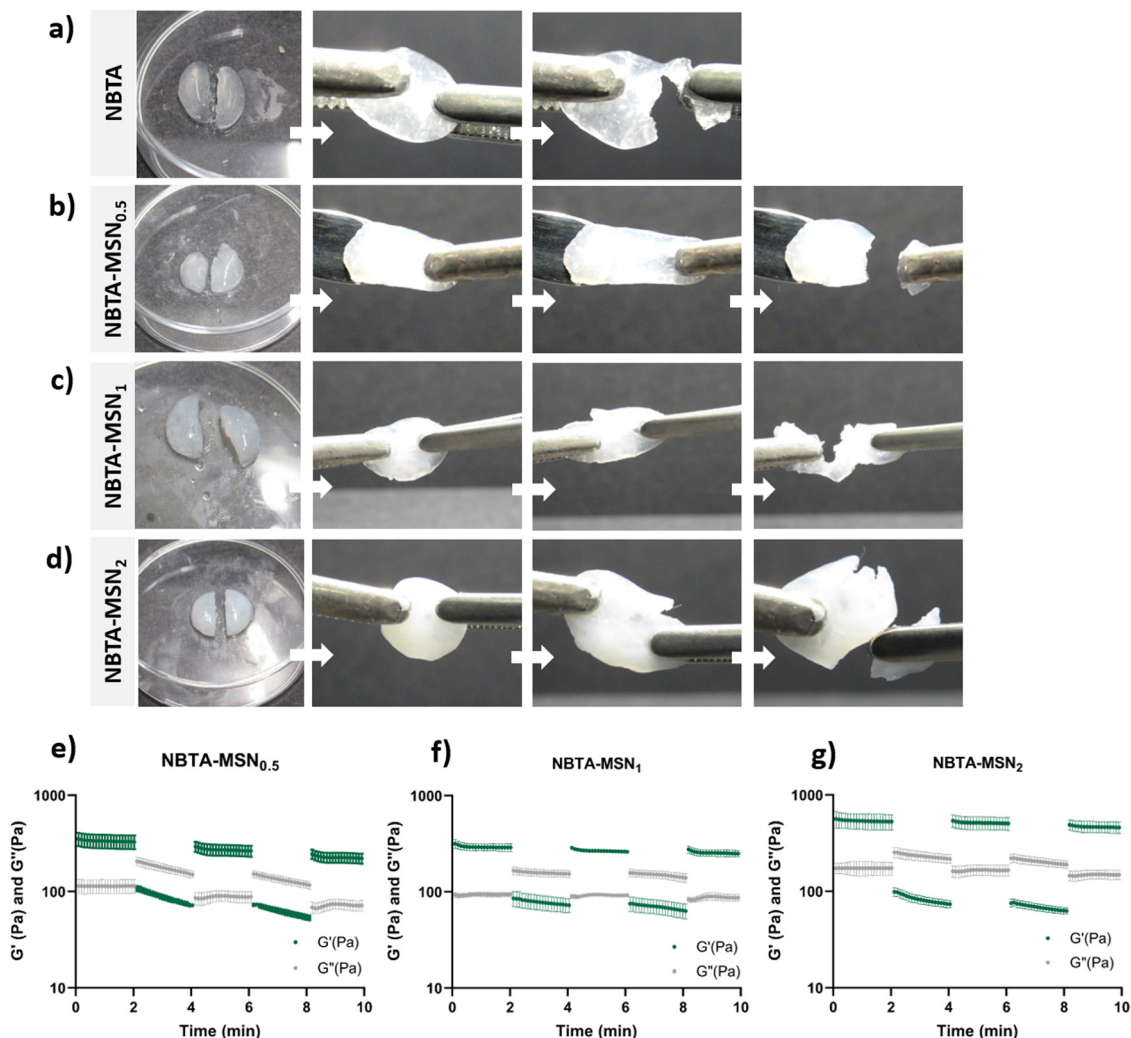 a)
NBTA
b)
NBTA-MSN0.5
c)
NBTA-MSN1
d)
NBTA-MSN2
e)
NBTA-MSN0.5
1000
100
10
G' (Pa) and G''(Pa)
G'(Pa)
G''(Pa)
0 2 4 6 8 10
Time (min)
f)
NBTA-MSN1
1000
100
10
G' (Pa) and G''(Pa)
G'(Pa)
G''(Pa)
0 2 4 6 8 10
Time (min)
g)
NBTA-MSN2
1000
100
10
G' (Pa) and G''(Pa)
G'(Pa)
G''(Pa)
0 2 4 6 8 10
Time (min)